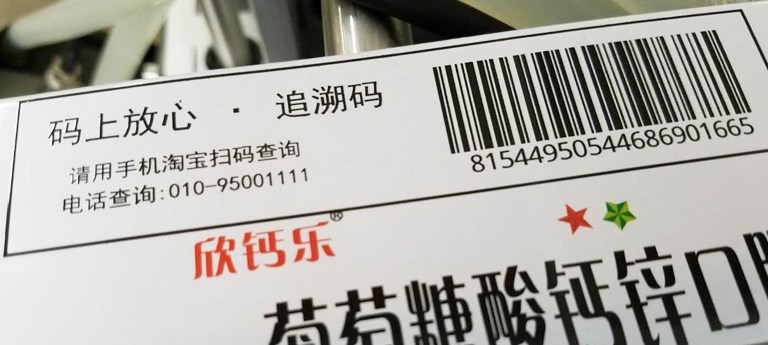 码上放心 · 追溯码
请用手机淘宝扫码查询
电话查询:010-95001111
81544950544686901665
欣钙乐®
葡萄糖酸钙锌口